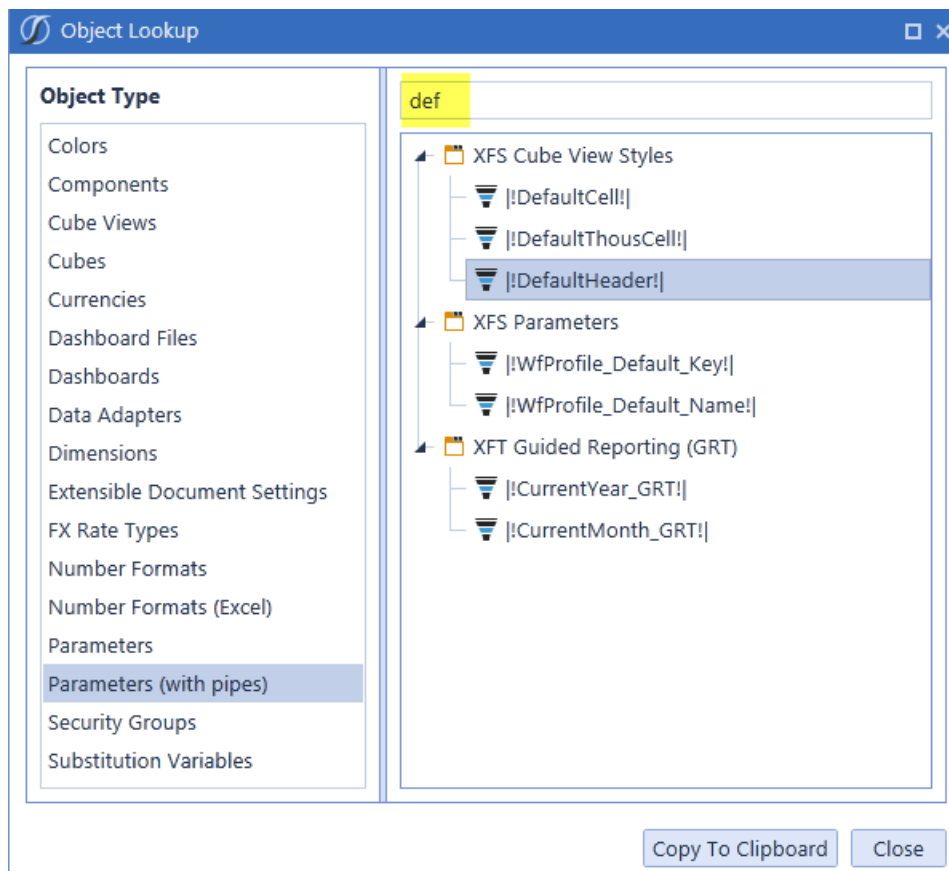 Object Lookup
Object Type
Colors
Components
Cube Views
Cubes
Currencies
Dashboard Files
Dashboards
Data Adapters
Dimensions
Extensible Document Settings
FX Rate Types
Number Formats
Number Formats (Excel)
Parameters
Parameters (with pipes)
Security Groups
Substitution Variables
def
XFS Cube View Styles
|!DefaultCell!|
|!DefaultThousCell!|
|!DefaultHeader!|
XFS Parameters
|!WfProfile_Default_Key!|
|!WfProfile_Default_Name!|
XFT Guided Reporting (GRT)
|!CurrentYear_GRT!|
|!CurrentMonth_GRT!|
Copy To Clipboard
Close